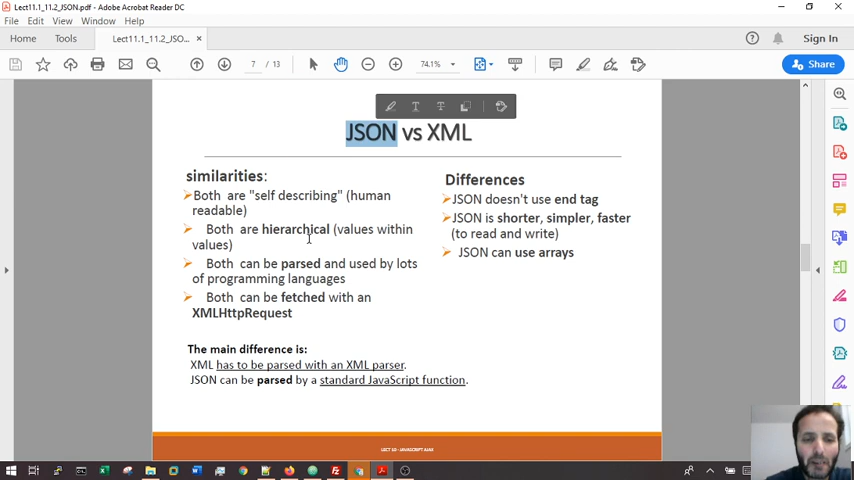 Lect11.1_11.2_JSON.pdf - Adobe Acrobat Reader DC
File Edit View Window Help
Home Tools Lect11.1_11.2_JSO... × Sign In
7 / 13 74.1% Share
JSON vs XML
similarities:
Both are "self describing" (human
readable)
Both are hierarchical (values within
values)
Both can be parsed and used by lots
of programming languages
Both can be fetched with an
XMLHttpRequest
Differences
JSON doesn't use end tag
JSON is shorter, simpler, faster
(to read and write)
JSON can use arrays
The main difference is:
XML has to be parsed with an XML parser.
JSON can be parsed by a standard JavaScript function.
LECT 10 - JAVASCRIPT AJAX